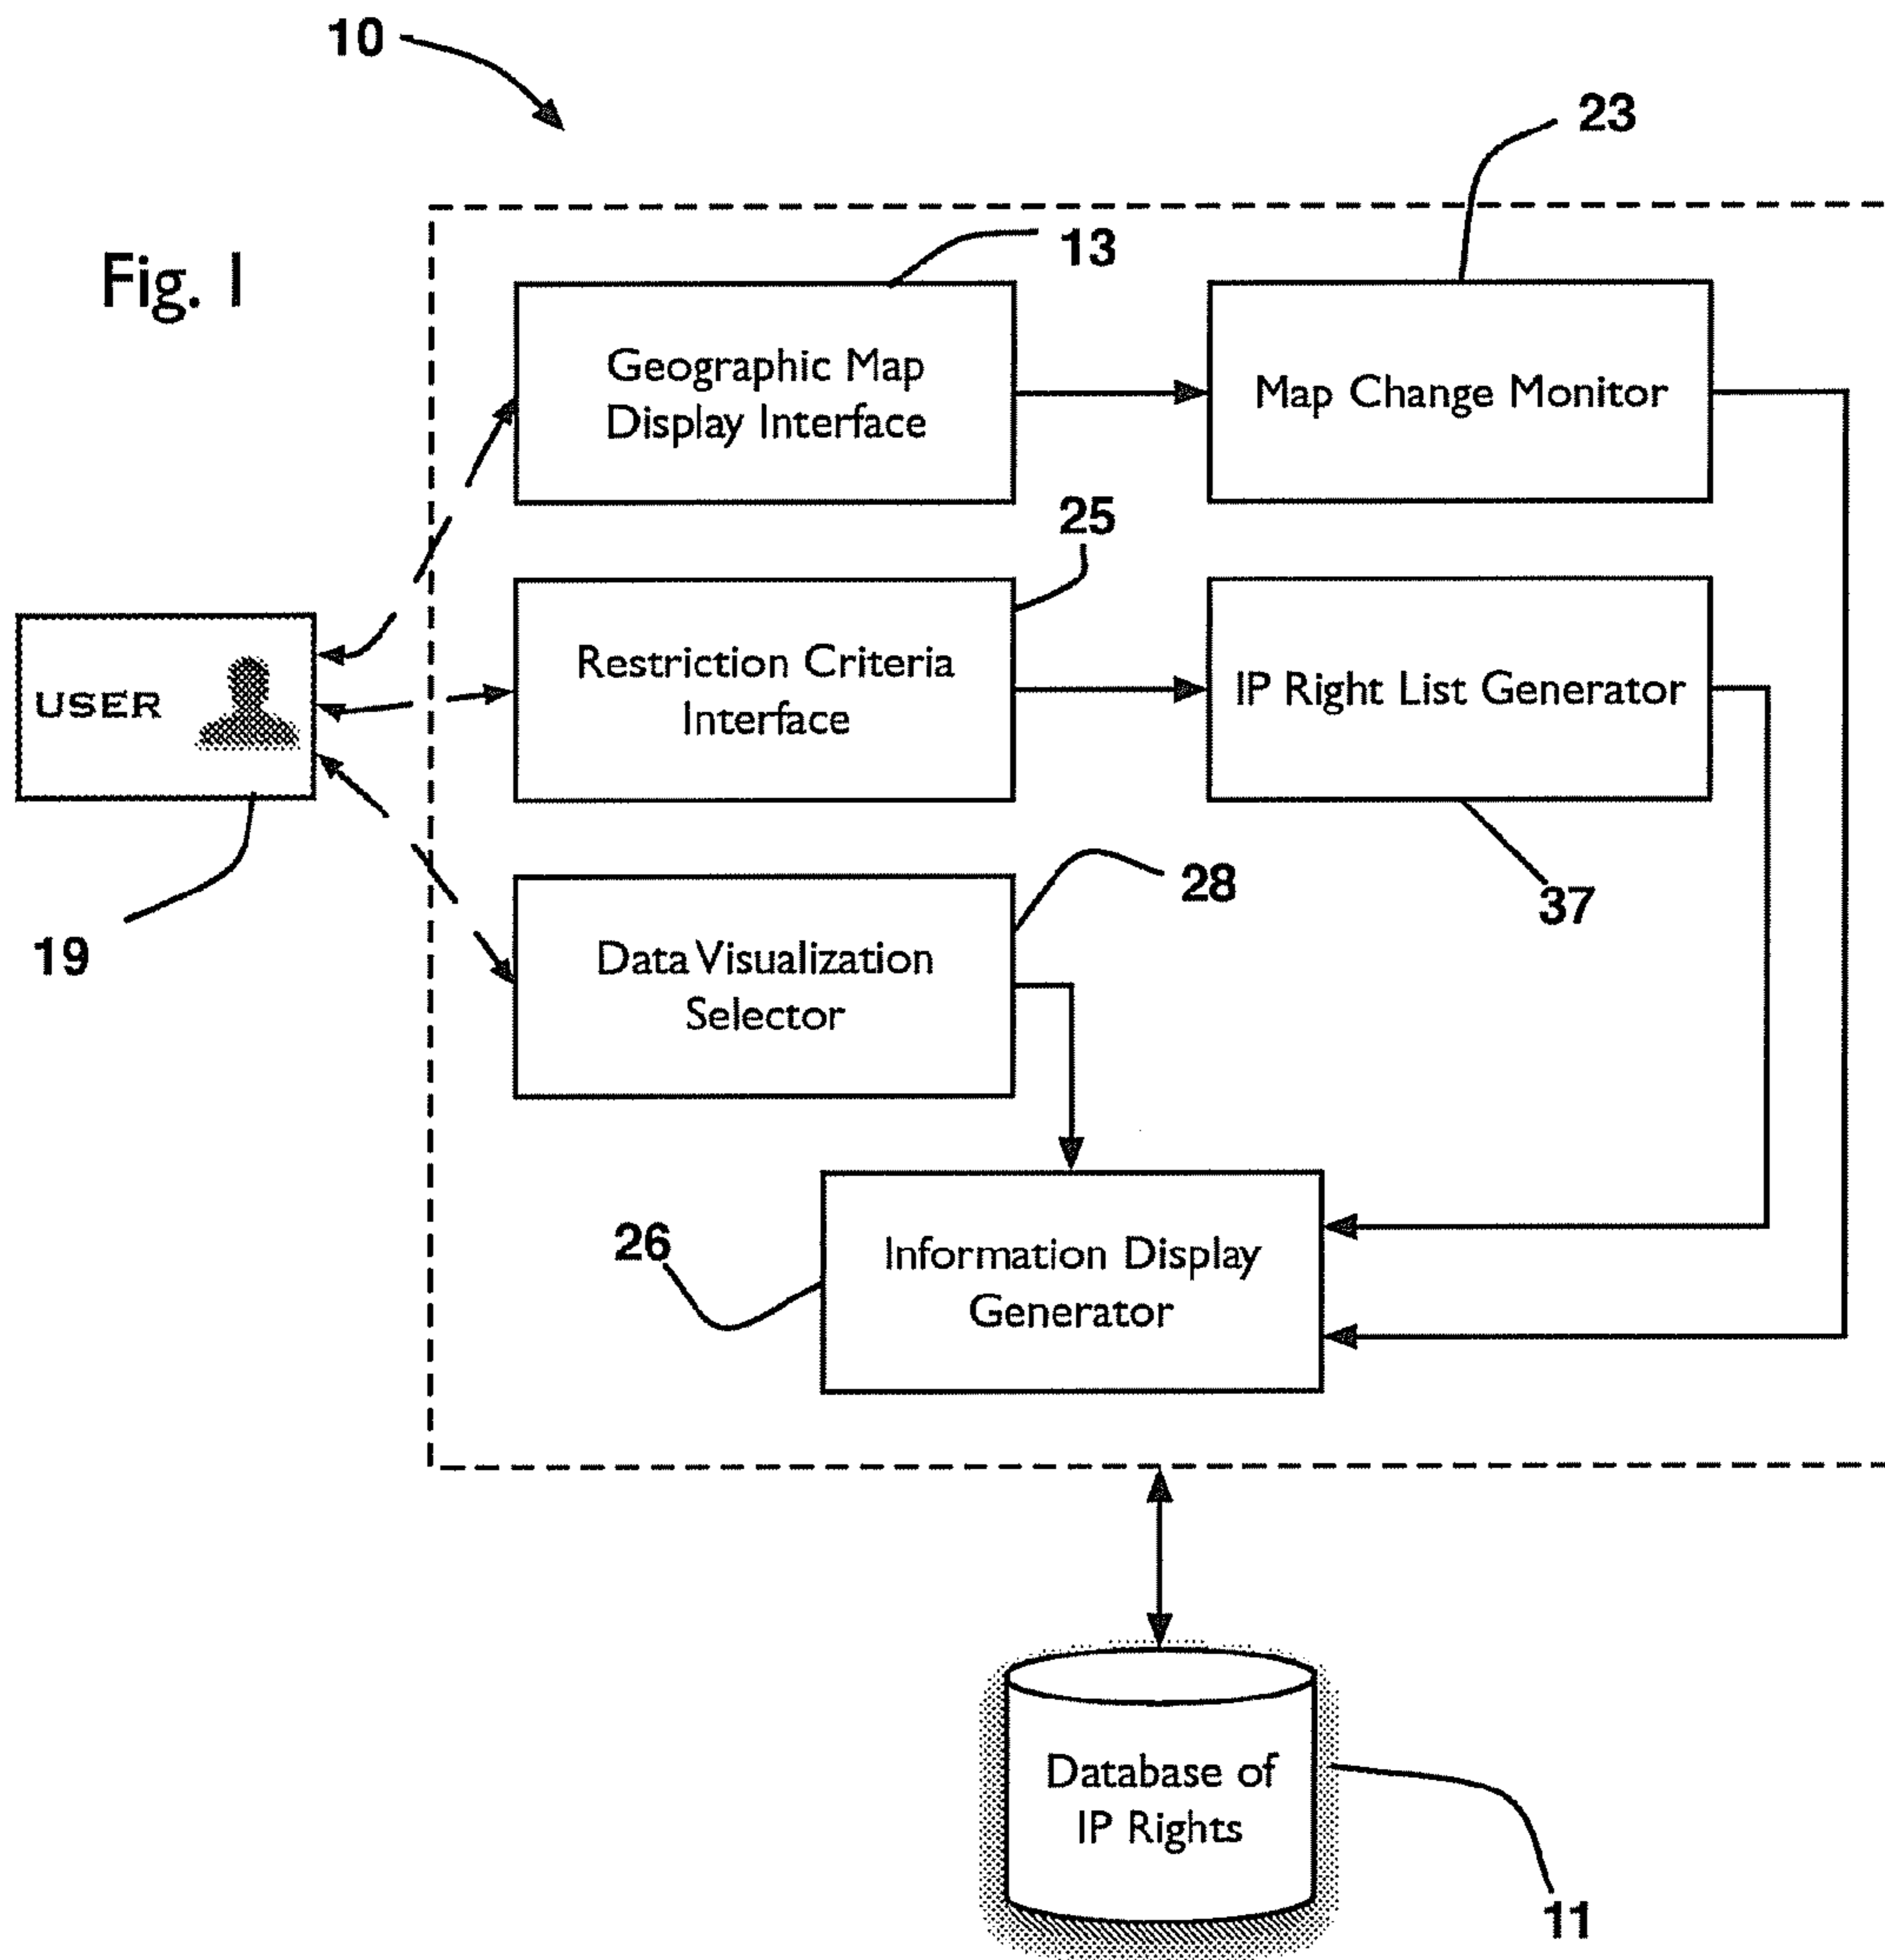 10
23
Fig. 1
13
Geographic Map
Display Interface
Map Change Monitor
25
USER
Restriction Criteria
Interface
IP Right List Generator
28
37
19
Data Visualization
Selector
26
Information Display
Generator
Database of
IP Rights
11